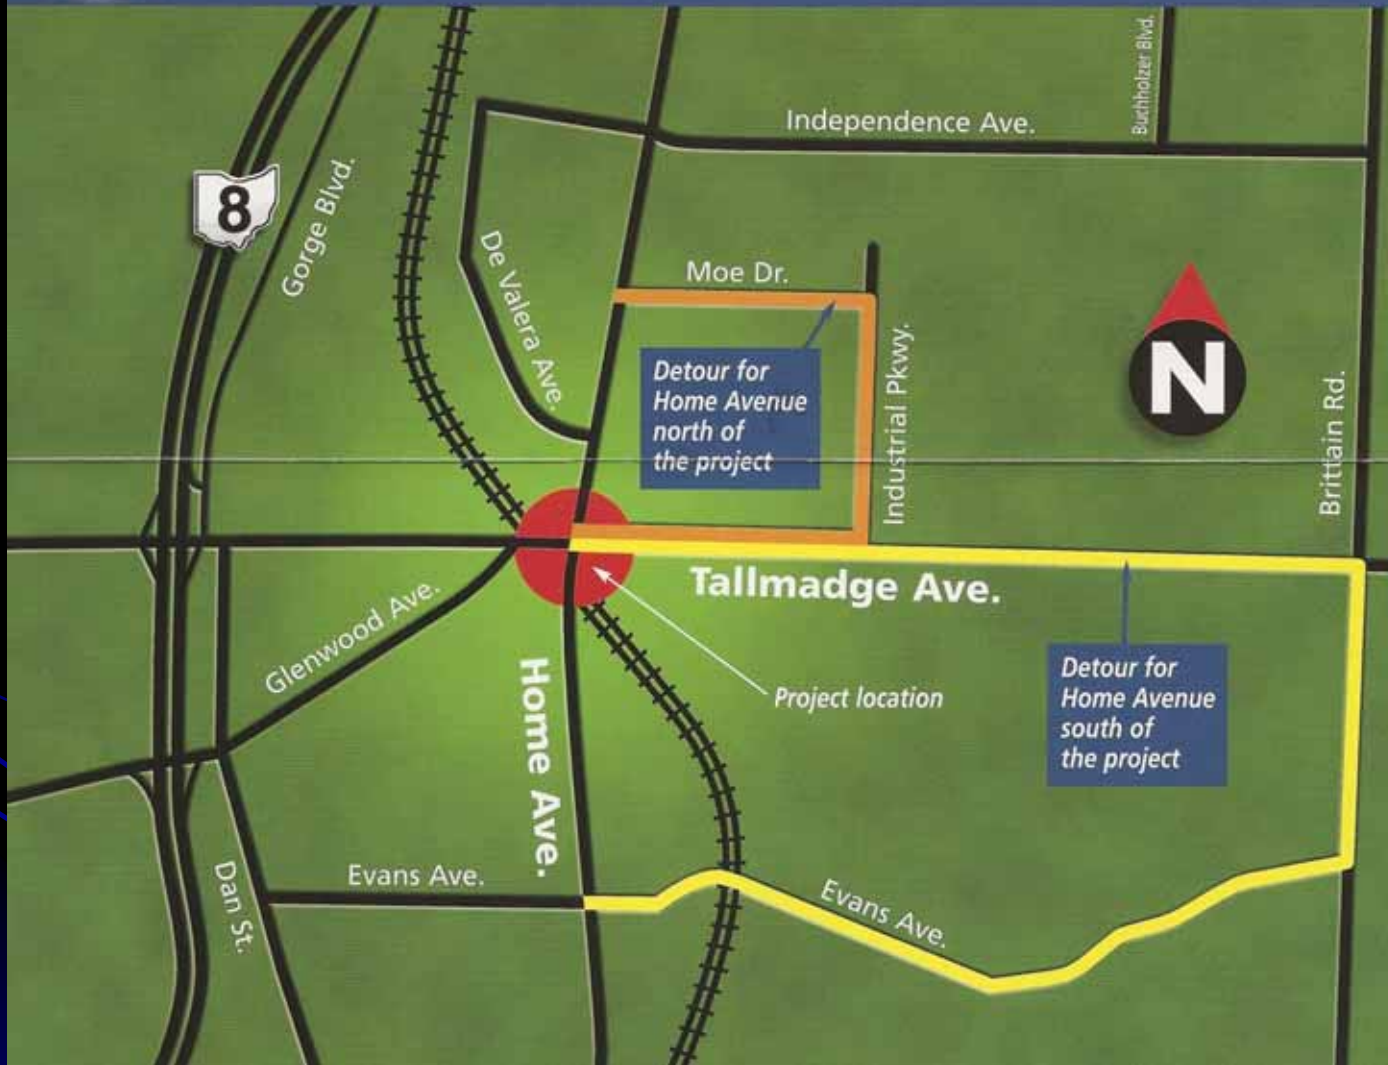 Buchholzer Blvd.
Independence Ave.
8
Gorge Blvd.
De Valera Ave.
Moe Dr.
N
Detour for
Home Avenue
north of
the project
Industrial Pkwy.
Brittain Rd.
Tallmadge Ave.
Glenwood Ave.
Home Ave.
Project location
Detour for
Home Avenue
south of
the project
Dan St.
Evans Ave.
Evans Ave.